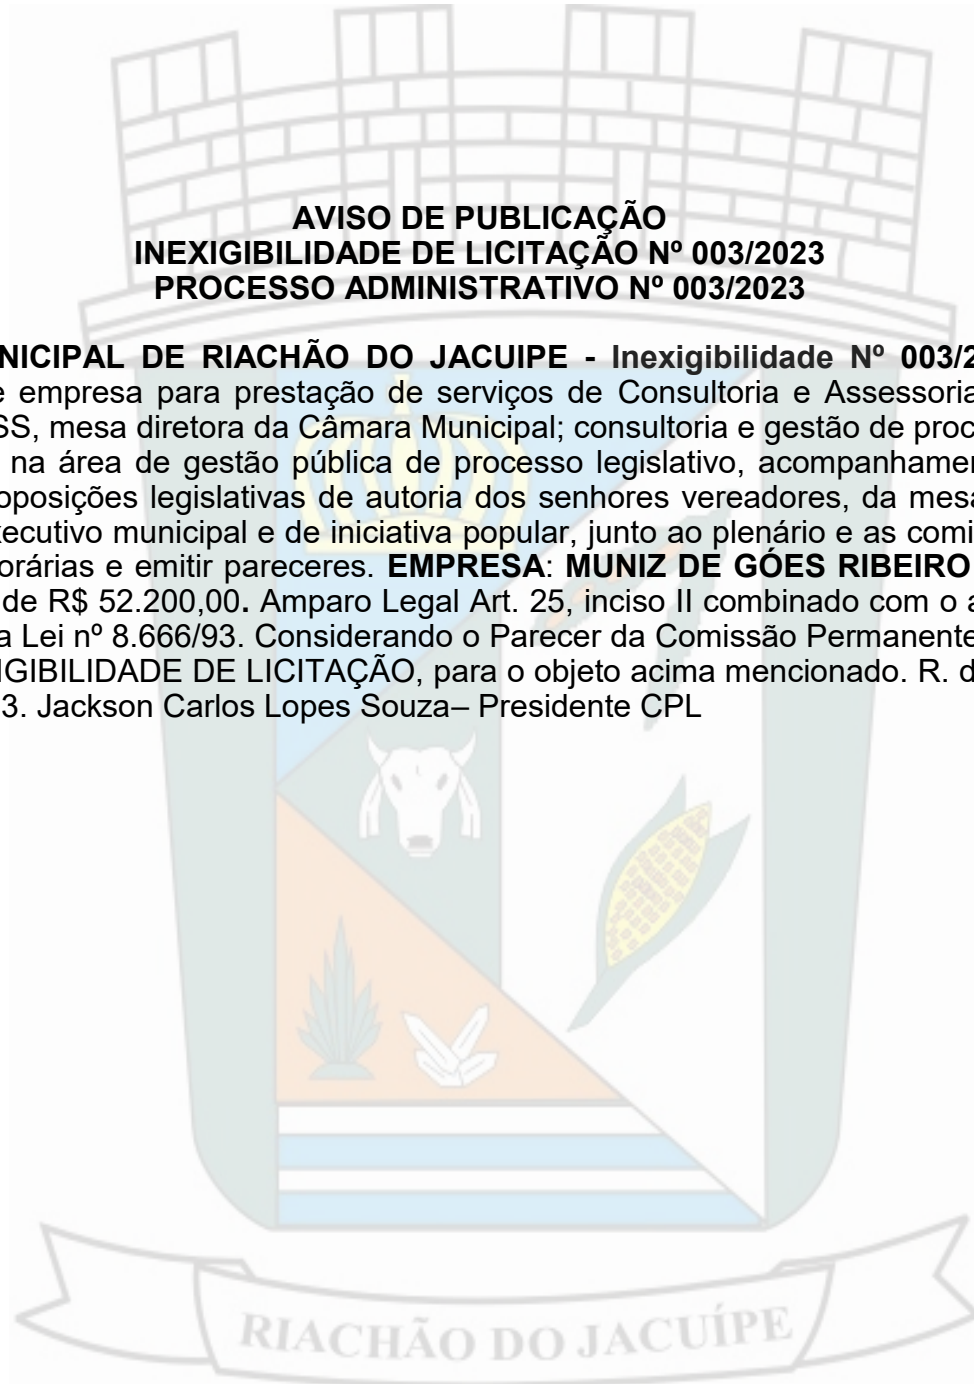 AVISO DE PUBLICAÇÃO
INEXIGIBILIDADE DE LICITAÇÃO Nº 003/2023
PROCESSO ADMINISTRATIVO Nº 003/2023
NICIPAL DE RIACHÃO DO JACUIPE - Inexigibilidade Nº 003/2
e empresa para prestação de serviços de Consultoria e Assessoria
SS, mesa diretora da Câmara Municipal; consultoria e gestão de proc
na área de gestão pública de processo legislativo, acompanhamen
oposições legislativas de autoria dos senhores vereadores, da mesa
xecutivo municipal e de iniciativa popular, junto ao plenário e as comi
orárias e emitir pareceres. EMPRESA: MUNIZ DE GÓES RIBEIRO
de R$ 52.200,00. Amparo Legal Art. 25, inciso II combinado com o a
a Lei nº 8.666/93. Considerando o Parecer da Comissão Permanente
IGIBILIDADE DE LICITAÇÃO, para o objeto acima mencionado. R. d
3. Jackson Carlos Lopes Souza– Presidente CPL
RIACHÃO DO JACUÍPE